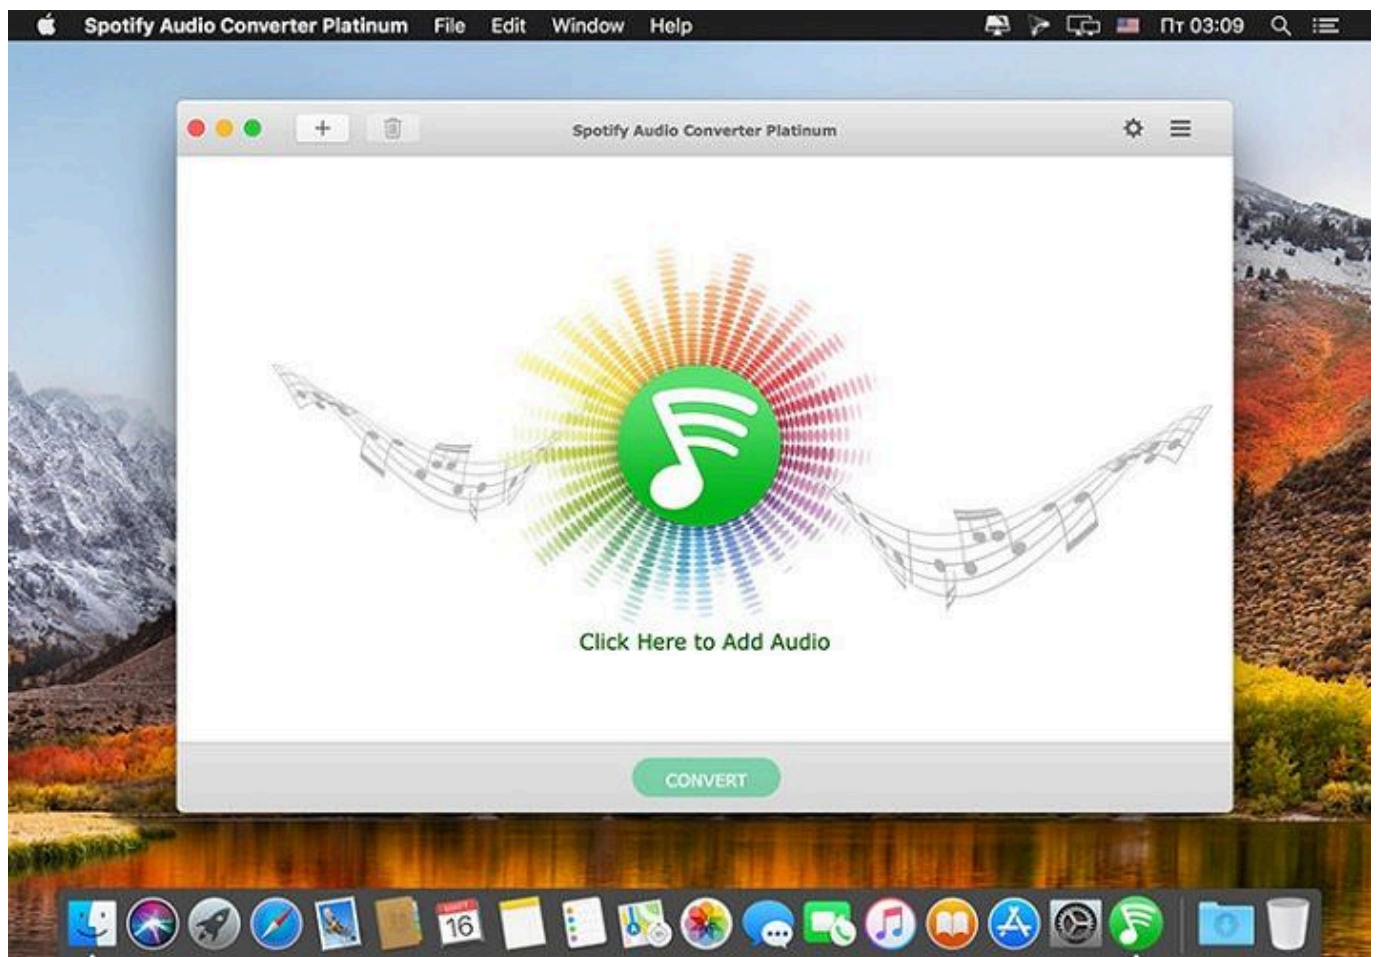 Spotify Audio Converter Platinum File Edit Window Help Пт 03:09
Spotify Audio Converter Platinum
Click Here to Add Audio
CONVERT
16